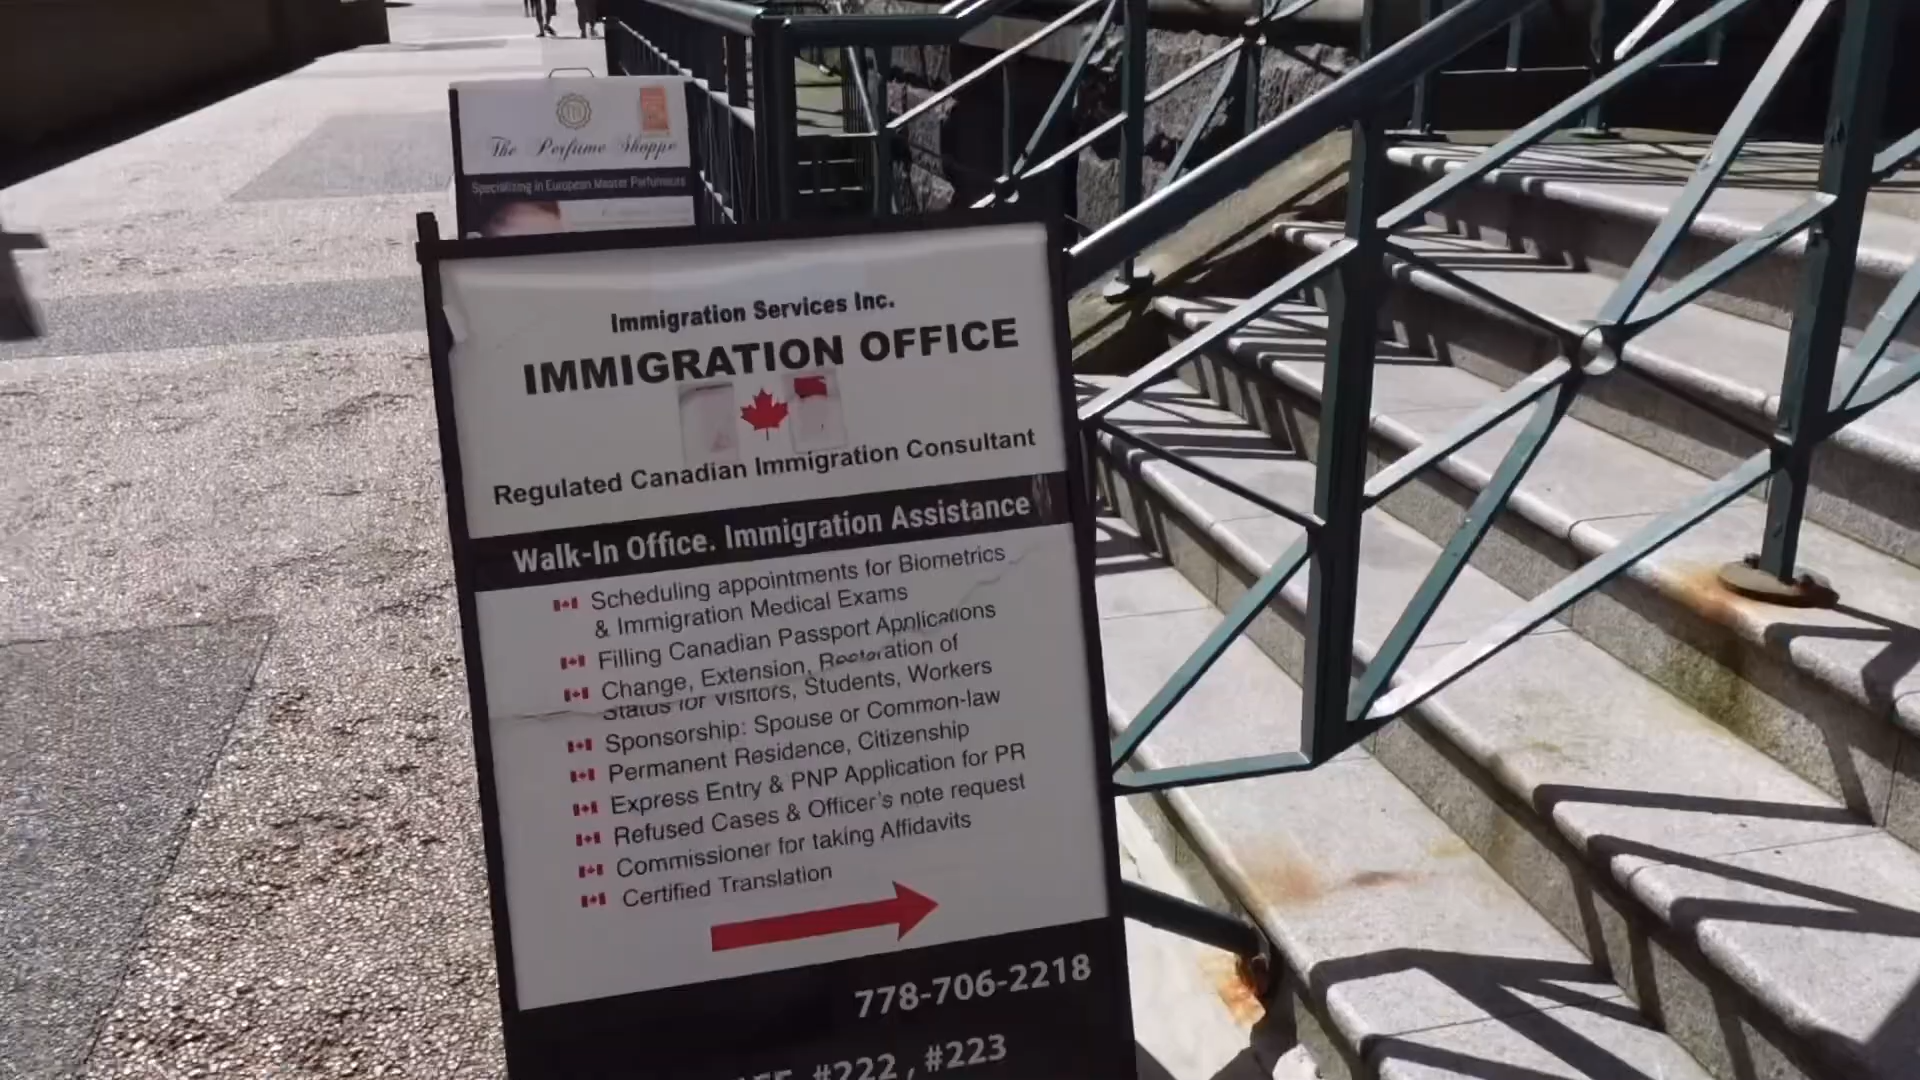 The Perfume Shoppe
Specializing in European Master Parfumeurs
Immigration Services Inc.
IMMIGRATION OFFICE
Regulated Canadian Immigration Consultant
Walk-In Office. Immigration Assistance
Scheduling appointments for Biometrics
& Immigration Medical Exams
Filling Canadian Passport Applications
Change, Extension, Restoration of
Status for Visitors, Students, Workers
Sponsorship: Spouse or Common-law
Permanent Residence, Citizenship
Express Entry & PNP Application for PR
Refused Cases & Officer's note request
Commissioner for taking Affidavits
Certified Translation
778-706-2218
#222, #223